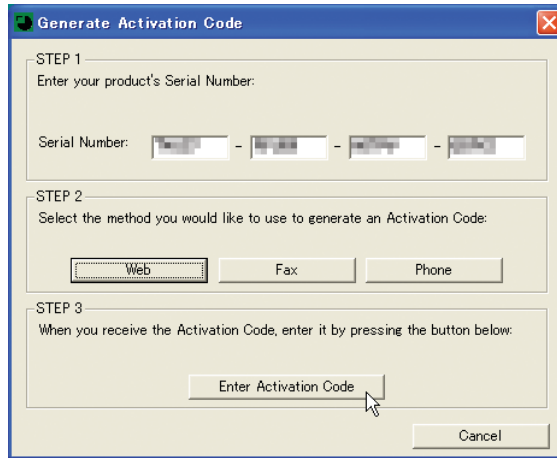 Generate Activation Code
STEP 1
Enter your product's Serial Number:
Serial Number: - - -
STEP 2
Select the method you would like to use to generate an Activation Code:
Web Fax Phone
STEP 3
When you receive the Activation Code, enter it by pressing the button below:
Enter Activation Code
Cancel